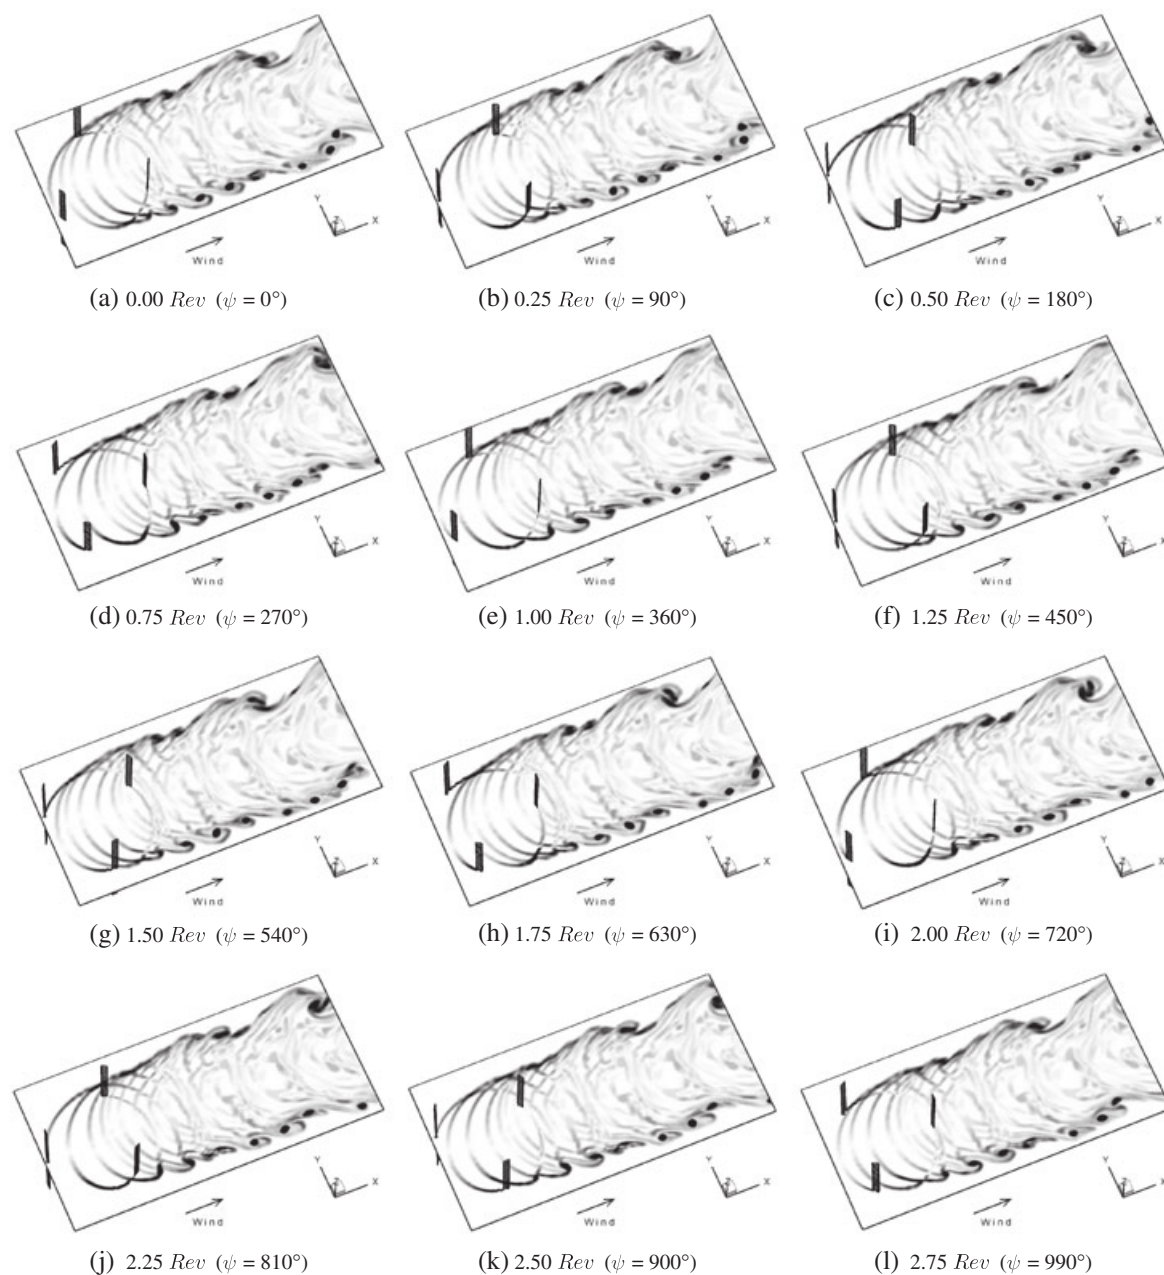 Y
Z
X
Wind
Y
Z
X
Wind
Y
Z
X
Wind
(a) 0.00 Rev (ψ = 0°)
(b) 0.25 Rev (ψ = 90°)
(c) 0.50 Rev (ψ = 180°)
Y
Z
X
Wind
Y
Z
X
Wind
Y
Z
X
Wind
(d) 0.75 Rev (ψ = 270°)
(e) 1.00 Rev (ψ = 360°)
(f) 1.25 Rev (ψ = 450°)
Y
Z
X
Wind
Y
Z
X
Wind
Y
Z
X
Wind
(g) 1.50 Rev (ψ = 540°)
(h) 1.75 Rev (ψ = 630°)
(i) 2.00 Rev (ψ = 720°)
Y
Z
X
Wind
Y
Z
X
Wind
Y
Z
X
Wind
(j) 2.25 Rev (ψ = 810°)
(k) 2.50 Rev (ψ = 900°)
(l) 2.75 Rev (ψ = 990°)